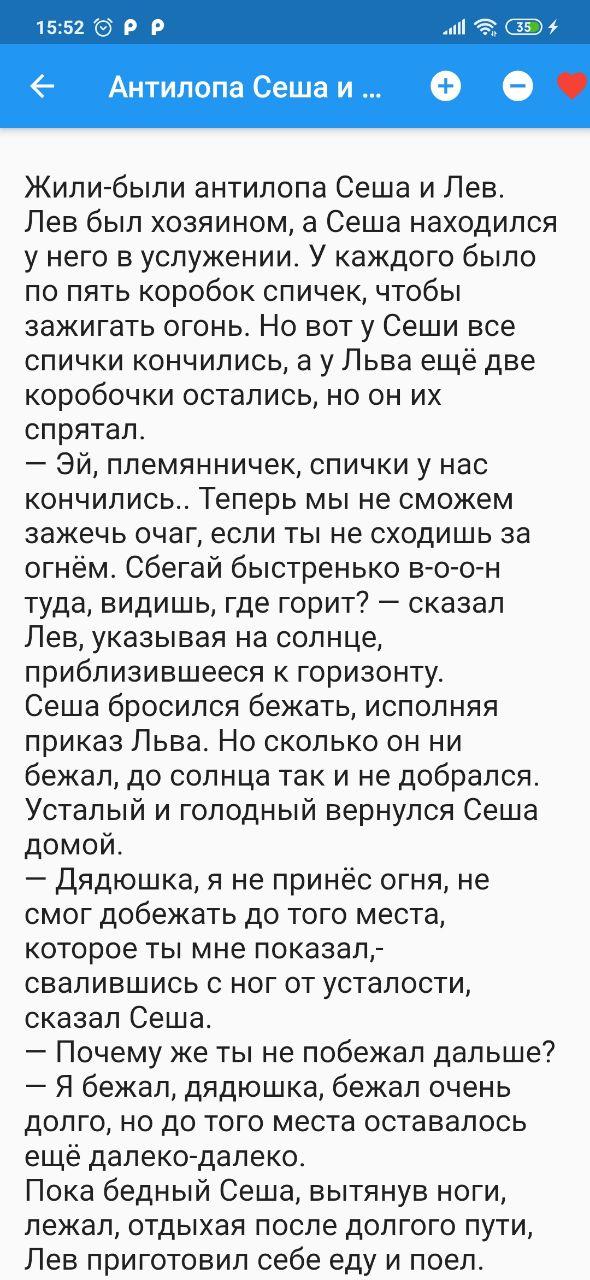 15:52 P P 35
Антилопа Сеша и ...
Жили-были антилопа Сеша и Лев.
Лев был хозяином, а Сеша находился
у него в услужении. У каждого было
по пять коробок спичек, чтобы
зажигать огонь. Но вот у Сеши все
спички кончились, а у Льва ещё две
коробочки остались, но он их
спрятал.
— Эй, племянничек, спички у нас
кончились.. Теперь мы не сможем
зажечь очаг, если ты не сходишь за
огнём. Сбегай быстренько в-о-о-н
туда, видишь, где горит? — сказал
Лев, указывая на солнце,
приблизившееся к горизонту.
Сеша бросился бежать, исполняя
приказ Льва. Но сколько он ни
бежал, до солнца так и не добрался.
Усталый и голодный вернулся Сеша
домой.
— Дядюшка, я не принёс огня, не
смог добежать до того места,
которое ты мне показал,-
свалившись с ног от усталости,
сказал Сеша.
— Почему же ты не побежал дальше?
— Я бежал, дядюшка, бежал очень
долго, но до того места оставалось
ещё далеко-далеко.
Пока бедный Сеша, вытянув ноги,
лежал, отдыхая после долгого пути,
Лев приготовил себе еду и поел.